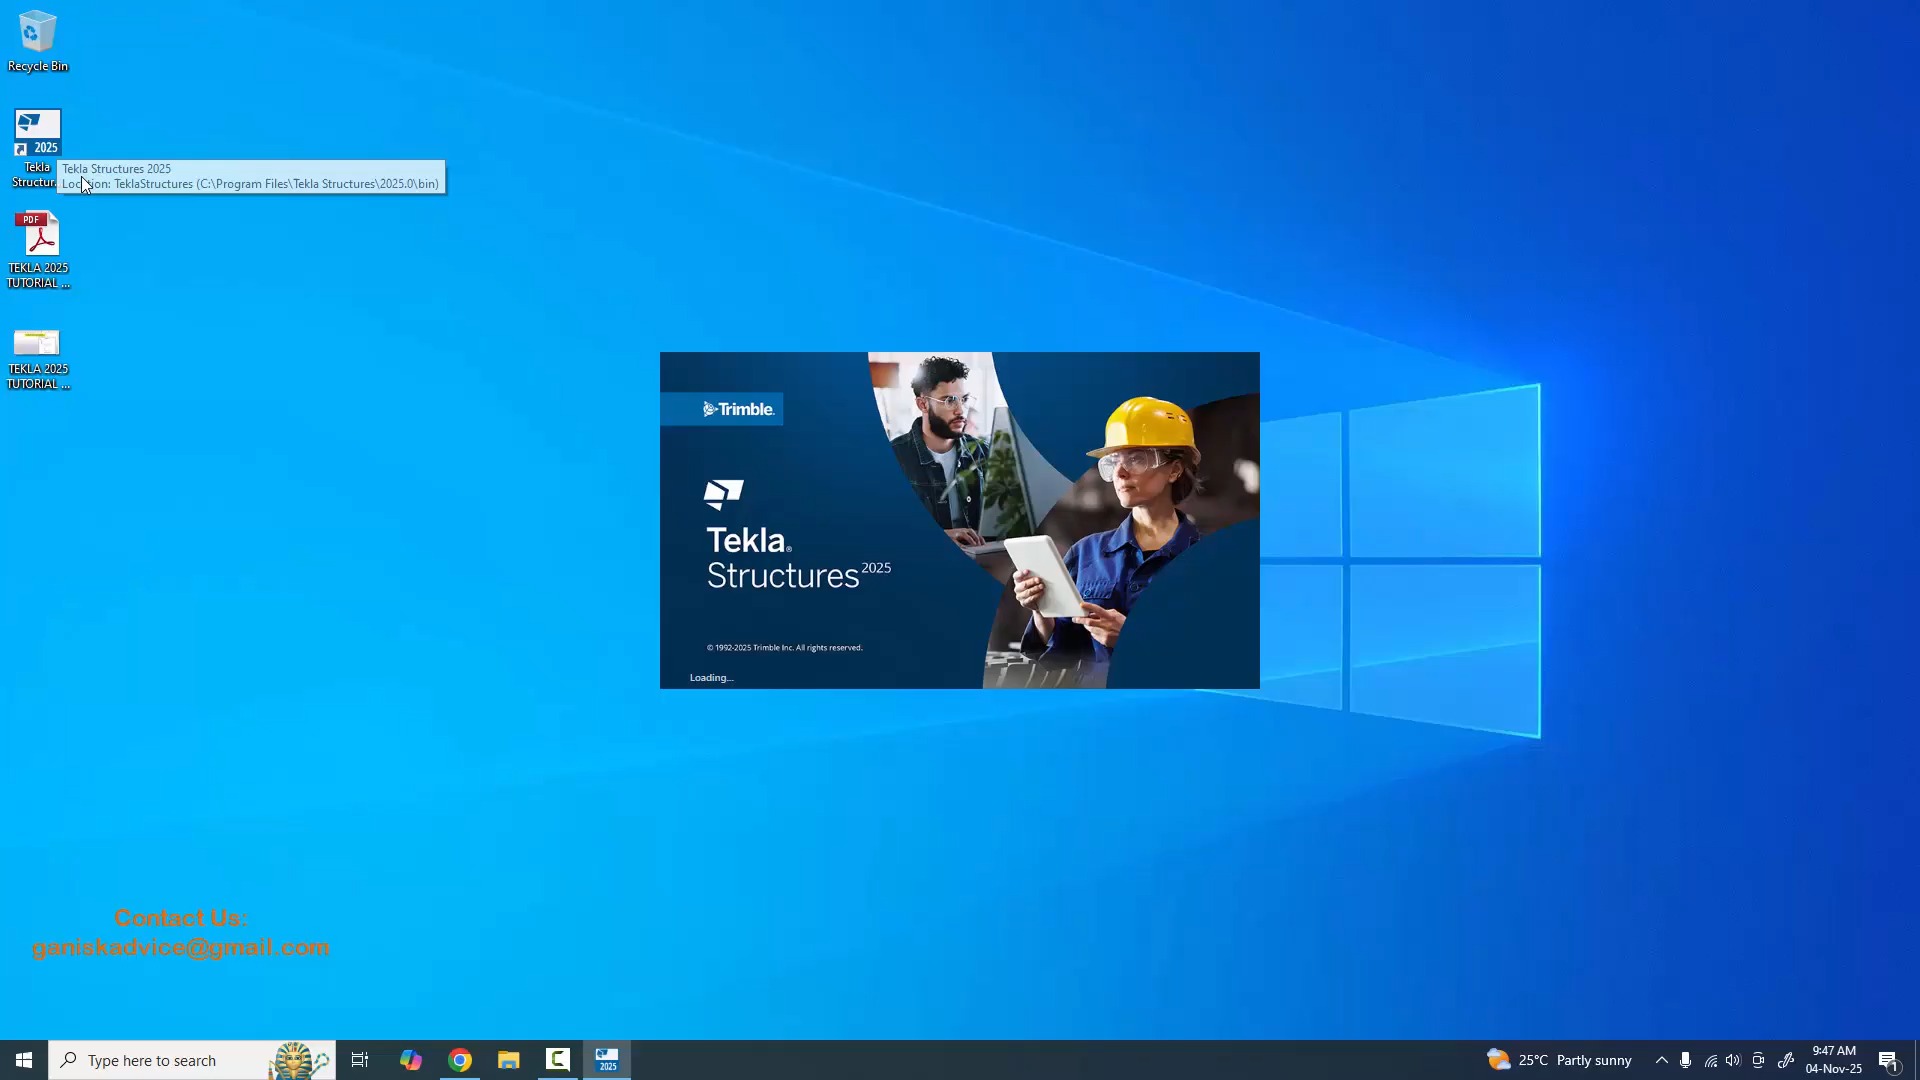 Recycle Bin
2025
Tekla
Structur...
Tekla Structures 2025
Location: TeklaStructures (C:\Program Files\Tekla Structures\2025.0\bin)
PDF
TEKLA 2025
TUTORIAL ...
TEKLA 2025
TUTORIAL ...
Trimble.
Tekla®
Structures 2025
© 1992-2025 Trimble Inc. All rights reserved.
Loading...
Contact Us:
ganiskadvice@gmail.com
Type here to search
2025
25°C Partly sunny
9:47 AM
04-Nov-25
1